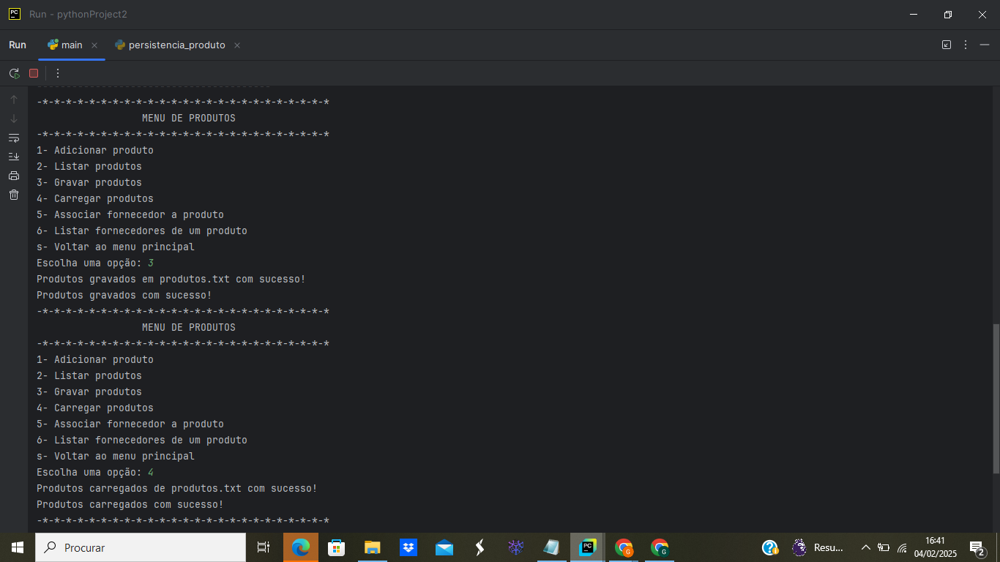 Run - pythonProject2
Run main persistencia_produto
-*-*-*-*-*-*-*-*-*-*-*-*-*-*-*-*-*-*-*-*-*-*-*-*-*
MENU DE PRODUTOS
-*-*-*-*-*-*-*-*-*-*-*-*-*-*-*-*-*-*-*-*-*-*-*-*-*
1- Adicionar produto
2- Listar produtos
3- Gravar produtos
4- Carregar produtos
5- Associar fornecedor a produto
6- Listar fornecedores de um produto
s- Voltar ao menu principal
Escolha uma opção: 3
Produtos gravados em produtos.txt com sucesso!
Produtos gravados com sucesso!
-*-*-*-*-*-*-*-*-*-*-*-*-*-*-*-*-*-*-*-*-*-*-*-*-*
MENU DE PRODUTOS
-*-*-*-*-*-*-*-*-*-*-*-*-*-*-*-*-*-*-*-*-*-*-*-*-*
1- Adicionar produto
2- Listar produtos
3- Gravar produtos
4- Carregar produtos
5- Associar fornecedor a produto
6- Listar fornecedores de um produto
s- Voltar ao menu principal
Escolha uma opção: 4
Produtos carregados de produtos.txt com sucesso!
Produtos carregados com sucesso!
-*-*-*-*-*-*-*-*-*-*-*-*-*-*-*-*-*-*-*-*-*-*-*-*-*
Procurar
Resu...
16:41
04/02/2025
2